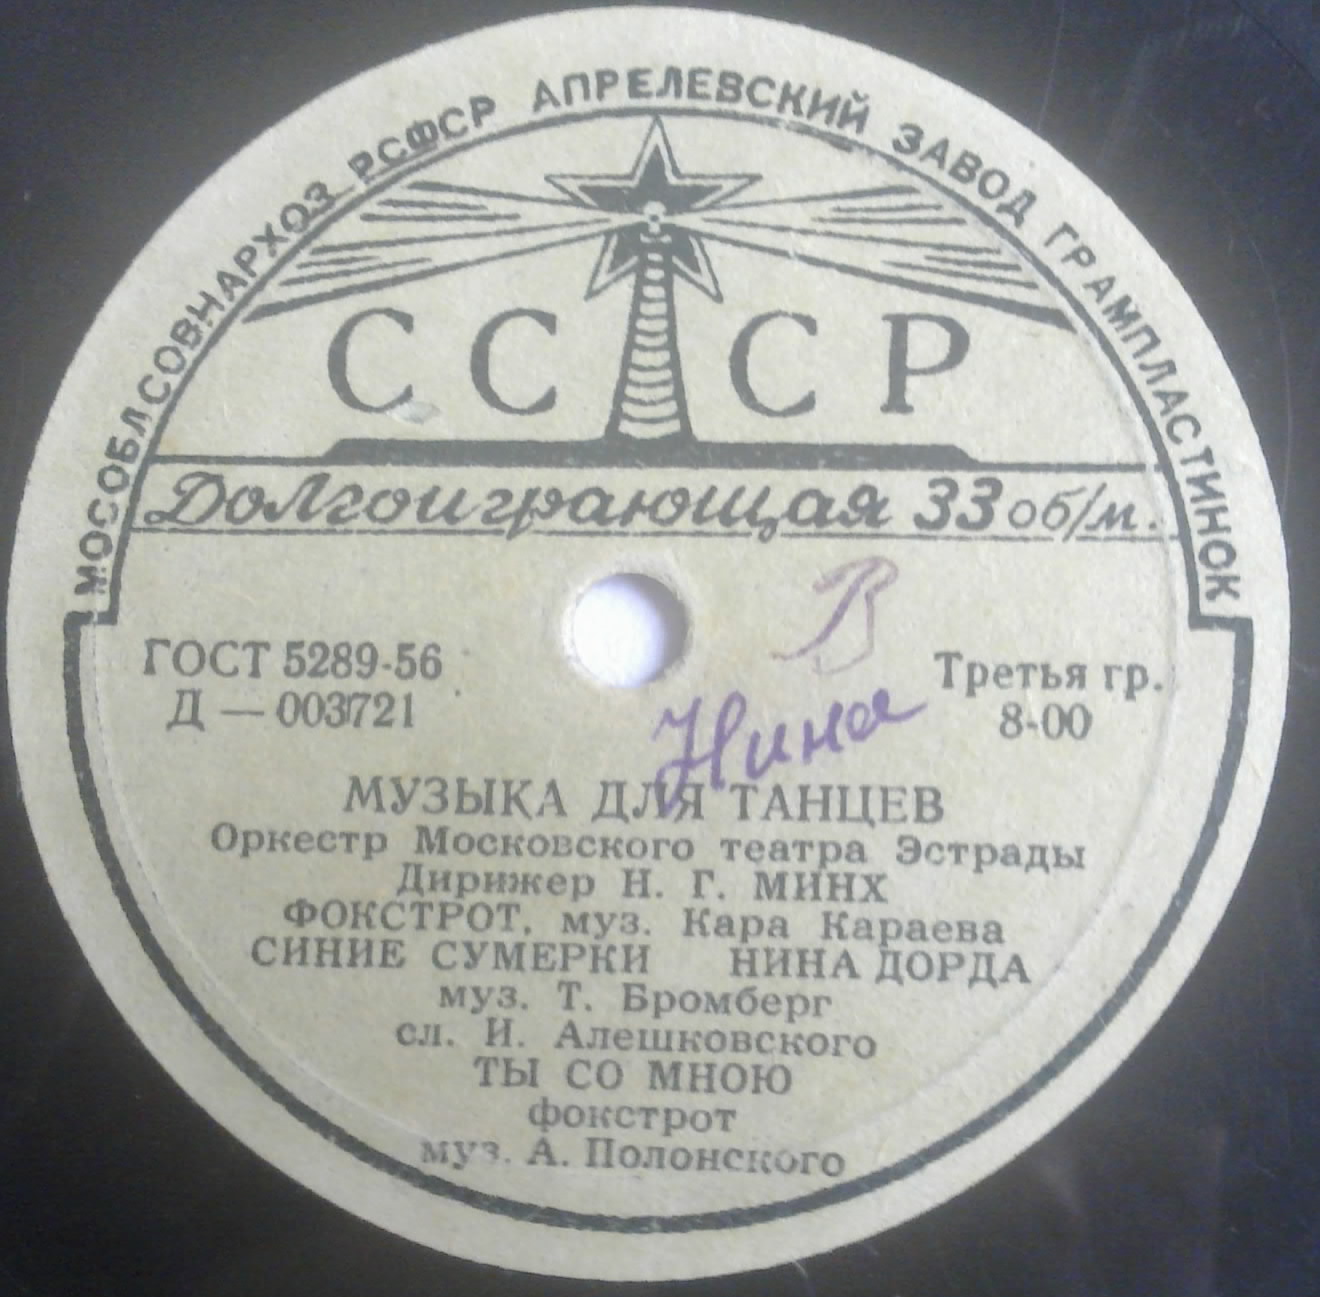 МОСОБЛСОВНАРХОЗ РСФСР АПРЕЛЕВСКИЙ ЗАВОД ГРАМПЛАСТИНОК
СССР
Долгоиграющая 33 об/м.
В
ГОСТ 5289-56
Д — 003721
Третья гр.
8-00
Нина
МУЗЫКА ДЛЯ ТАНЦЕВ
Оркестр Московского театра Эстрады
Дирижер Н. Г. МИНХ
ФОКСТРОТ, муз. Кара Караева
СИНИЕ СУМЕРКИ НИНА ДОРДА
муз. Т. Бромберг
сл. И. Алешковского
ТЫ СО МНОЮ
фокстрот
муз. А. Полонского